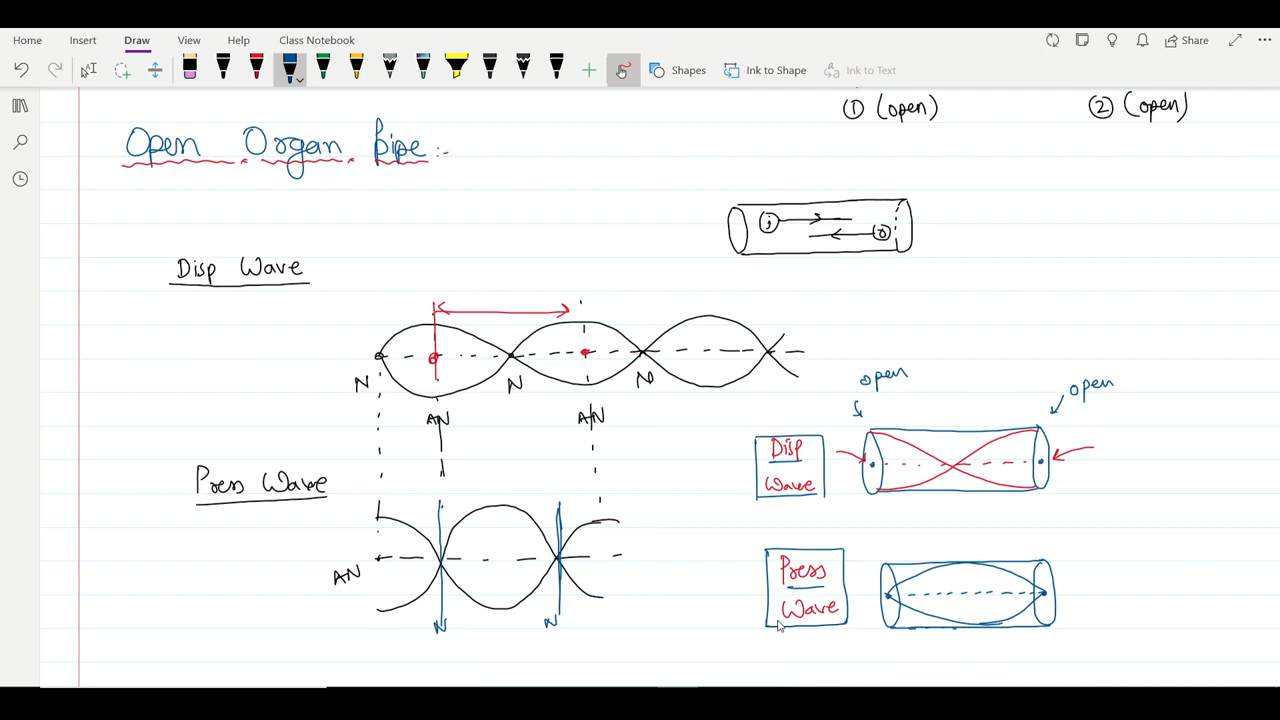 Home Insert Draw View Help Class Notebook
Share
Shapes
Ink to Shape
Ink to Text
① (open)
② (open)
Open Organ Pipe :-
i
r
Disp Wave
N
N
N
AN
AN
open
open
Disp
Wave
Press Wave
AN
N
N
Press
Wave